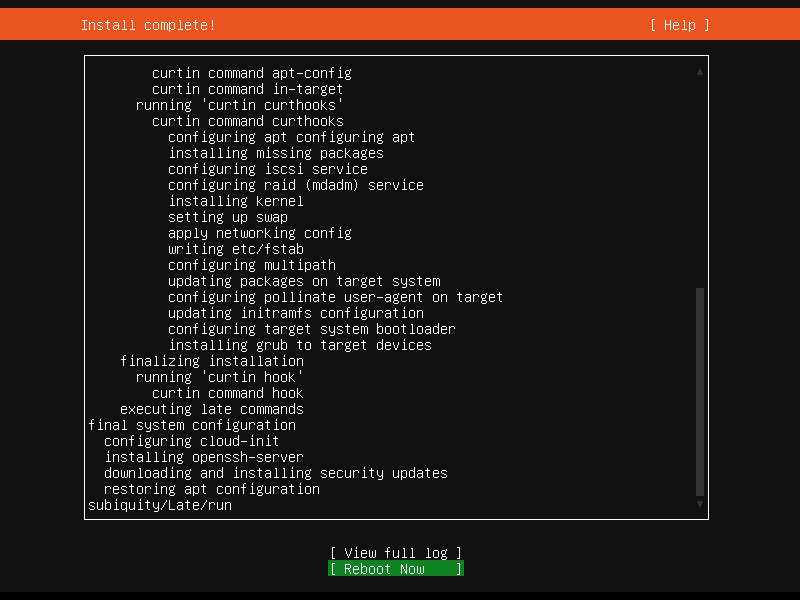 Install complete!
[ Help ]
curtin command apt-config
curtin command in-target
running 'curtin curthooks'
curtin command curthooks
configuring apt configuring apt
installing missing packages
configuring iscsi service
configuring raid (mdadm) service
installing kernel
setting up swap
apply networking config
writing etc/fstab
configuring multipath
updating packages on target system
configuring pollinate user-agent on target
updating initramfs configuration
configuring target system bootloader
installing grub to target devices
finalizing installation
running 'curtin hook'
curtin command hook
executing late commands
final system configuration
configuring cloud-init
installing openssh-server
downloading and installing security updates
restoring apt configuration
subiquity/Late/run
[ View full log ]
[ Reboot Now ]